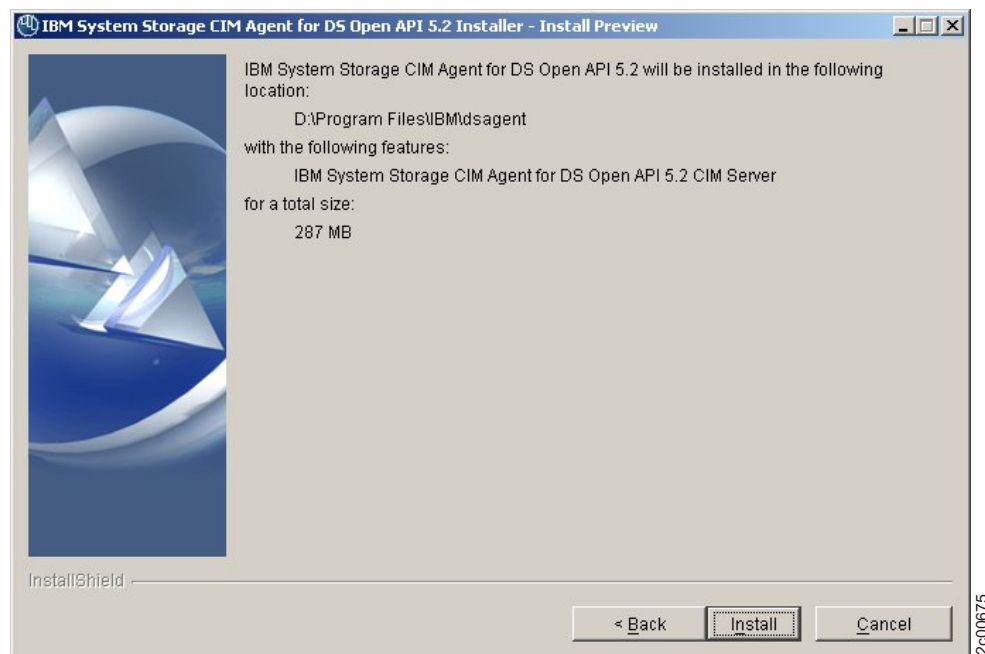 IBM System Storage CIM Agent for DS Open API 5.2 Installer - Install Preview
IBM System Storage CIM Agent for DS Open API 5.2 will be installed in the following
location:
D:\Program Files\IBM\dsagent
with the following features:
IBM System Storage CIM Agent for DS Open API 5.2 CIM Server
for a total size:
287 MB
InstallShield
< Back
Install
Cancel
2c00675